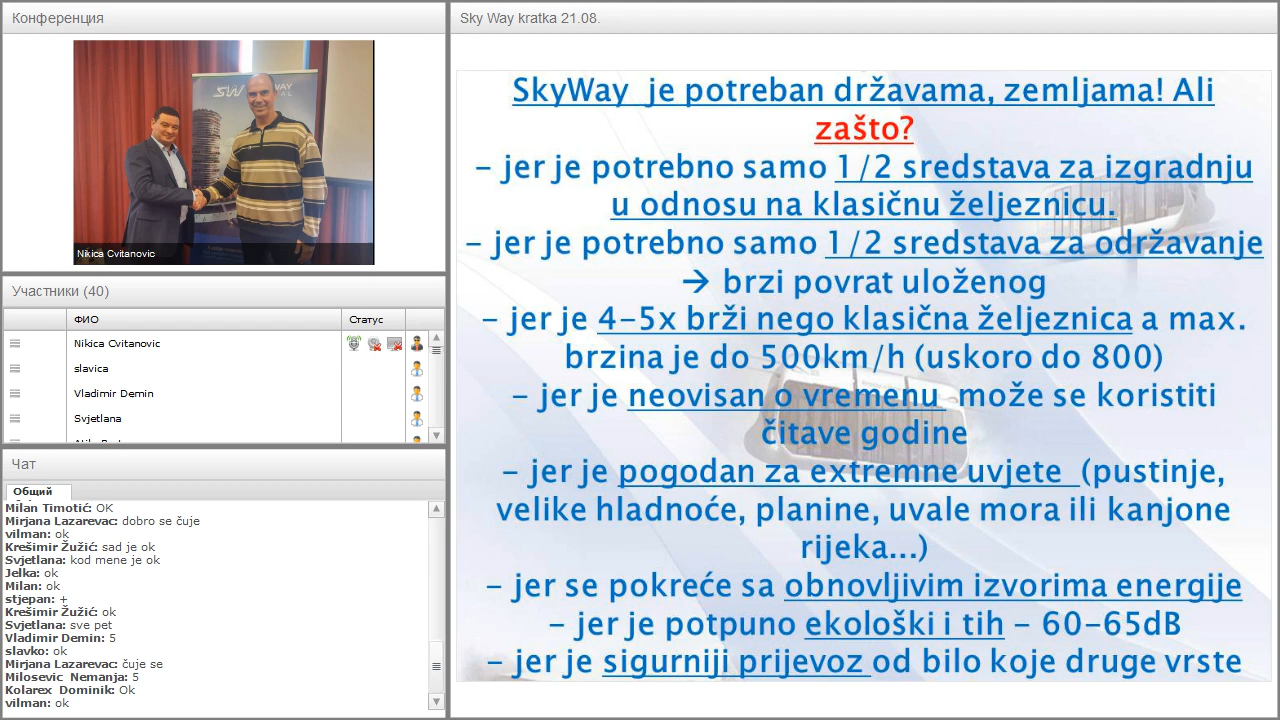 Конференция
Nikica Cvitanovic
Участники (40)
ФИО
Статус
Nikica Cvitanovic
slavica
Vladimir Demin
Svjetlana
Чат
Общий
Milan Timotić: OK
Mirjana Lazarevac: dobro se čuje
vilman: ok
Krešimir Žužić: sad je ok
Svjetlana: kod mene je ok
Jelka: ok
Milan: ok
stjepan: +
Krešimir Žužić: ok
Svjetlana: sve pet
Vladimir Demin: 5
slavko: ok
Mirjana Lazarevac: čuje se
Milosevic Nemanja: 5
Kolarex Dominik: Ok
vilman: ok
Sky Way kratka 21.08.
SkyWay je potreban državama, zemljama! Ali
zašto?
- jer je potrebno samo 1/2 sredstava za izgradnju
u odnosu na klasičnu željeznicu.
- jer je potrebno samo 1/2 sredstava za održavanje
→ brzi povrat uloženog
- jer je 4-5x brži nego klasična željeznica a max.
brzina je do 500km/h (uskoro do 800)
- jer je neovisan o vremenu može se koristiti
čitave godine
- jer je pogodan za extremne uvjete (pustinje,
velike hladnoće, planine, uvale mora ili kanjone
rijeka...)
- jer se pokreće sa obnovljivim izvorima energije
- jer je potpuno ekološki i tih - 60-65dB
- jer je sigurniji prijevoz od bilo koje druge vrste